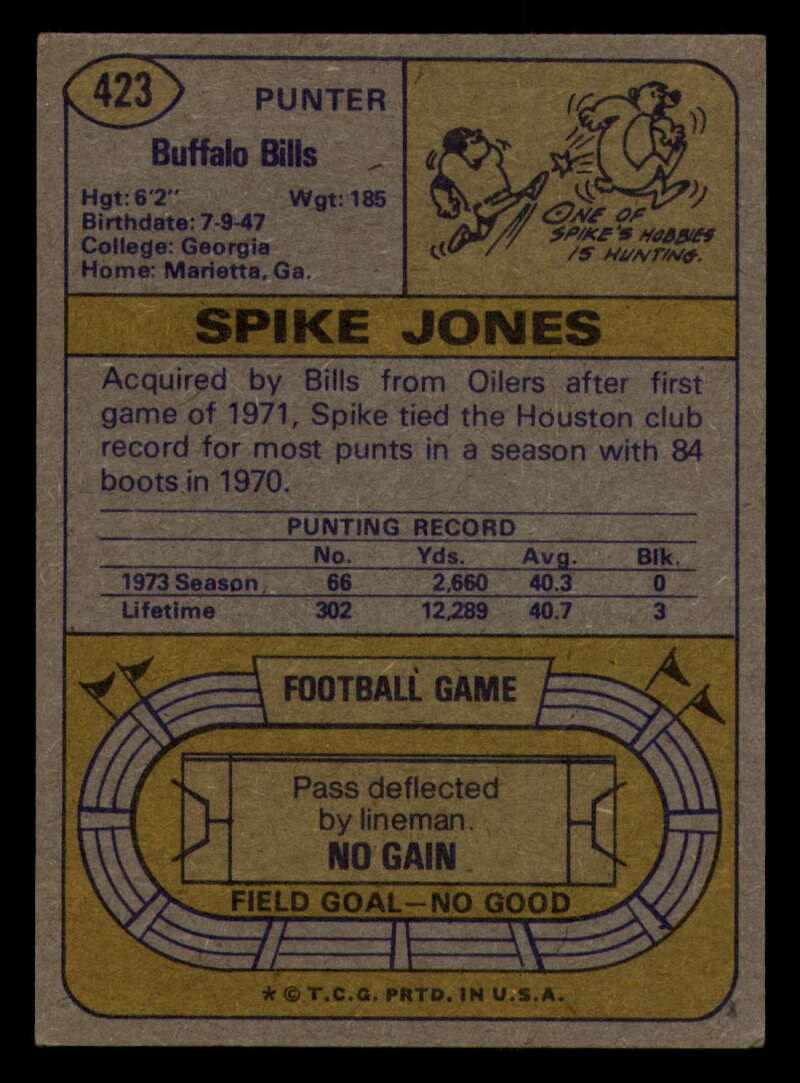 423
PUNTER
Buffalo Bills
Hgt: 6'2" Wgt: 185
Birthdate: 7-9-47
College: Georgia
Home: Marietta, Ga.
ONE OF
SPIKE'S HOBBIES
IS HUNTING.
SPIKE JONES
Acquired by Bills from Oilers after first
game of 1971, Spike tied the Houston club
record for most punts in a season with 84
boots in 1970.
PUNTING RECORD
No. Yds. Avg. Blk.
1973 Season 66 2,660 40.3 0
Lifetime 302 12,289 40.7 3
FOOTBALL GAME
Pass deflected
by lineman.
NO GAIN
FIELD GOAL—NO GOOD
* © T.C.G. PRTD. IN U.S.A.